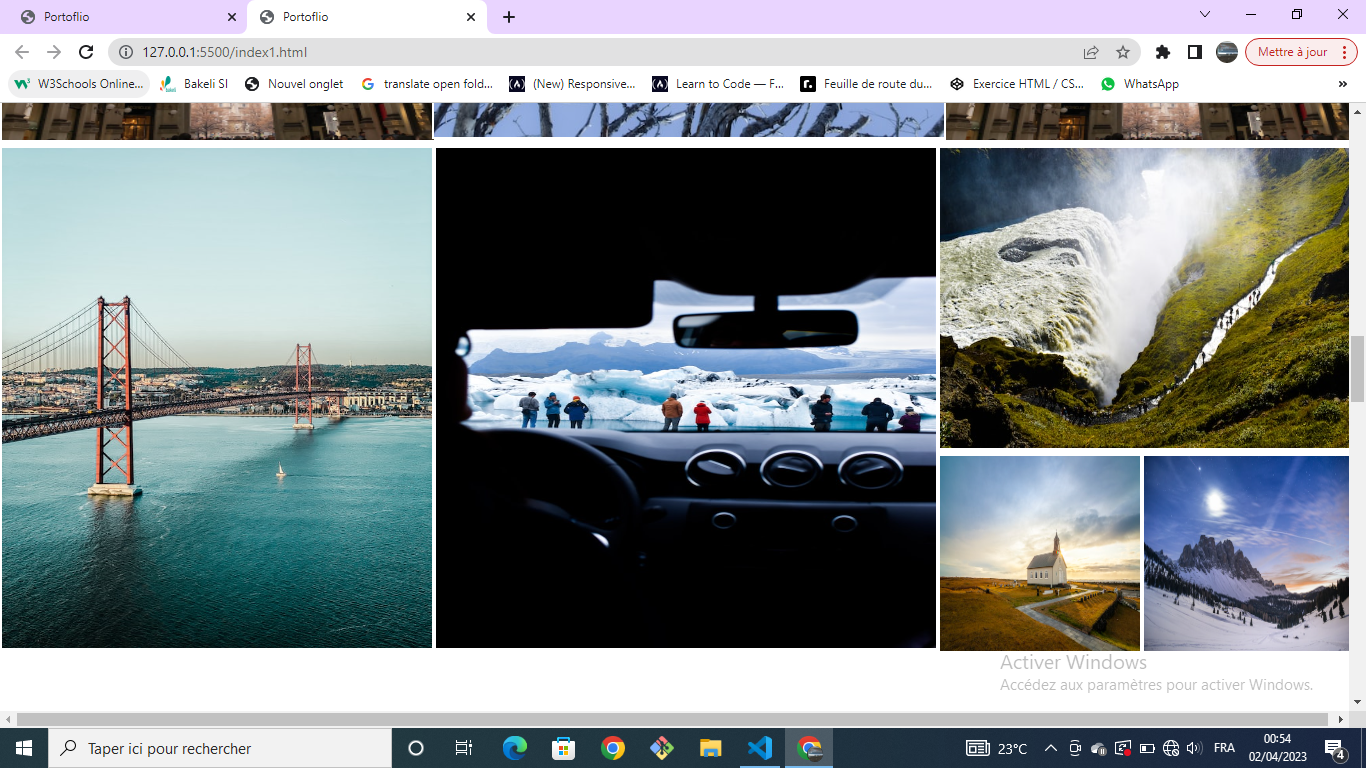 Portoflio
Portoflio
127.0.0.1:5500/index1.html
Mettre à jour
W3Schools Online...
Bakeli SI
Nouvel onglet
translate open fold...
(New) Responsive...
Learn to Code — F...
Feuille de route du...
Exercice HTML / CS...
WhatsApp
»
Activer Windows
Accédez aux paramètres pour activer Windows.
Taper ici pour rechercher
23°C
FRA
00:54
02/04/2023
4